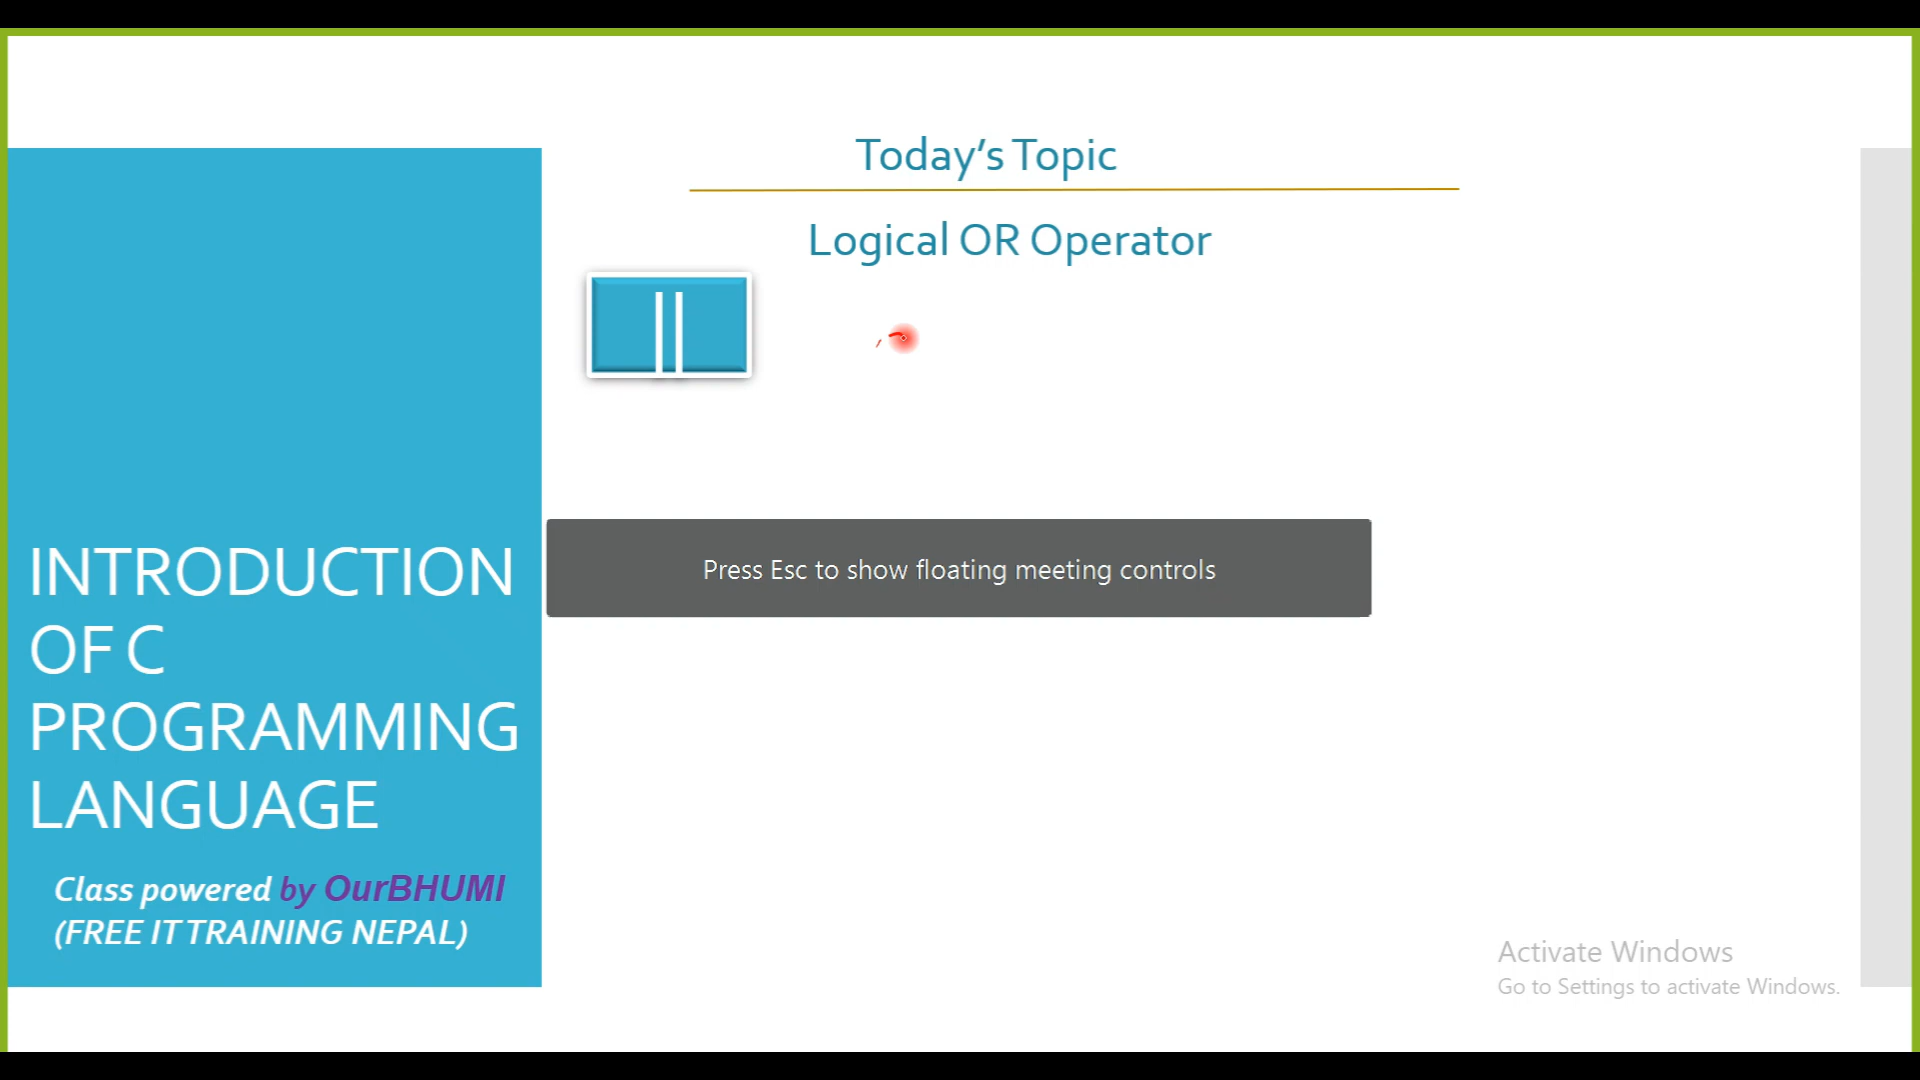 Today's Topic
Logical OR Operator
||
Press Esc to show floating meeting controls
INTRODUCTION
OF C
PROGRAMMING
LANGUAGE
Class powered by OurBHUMI
(FREE IT TRAINING NEPAL)
Activate Windows
Go to Settings to activate Windows.